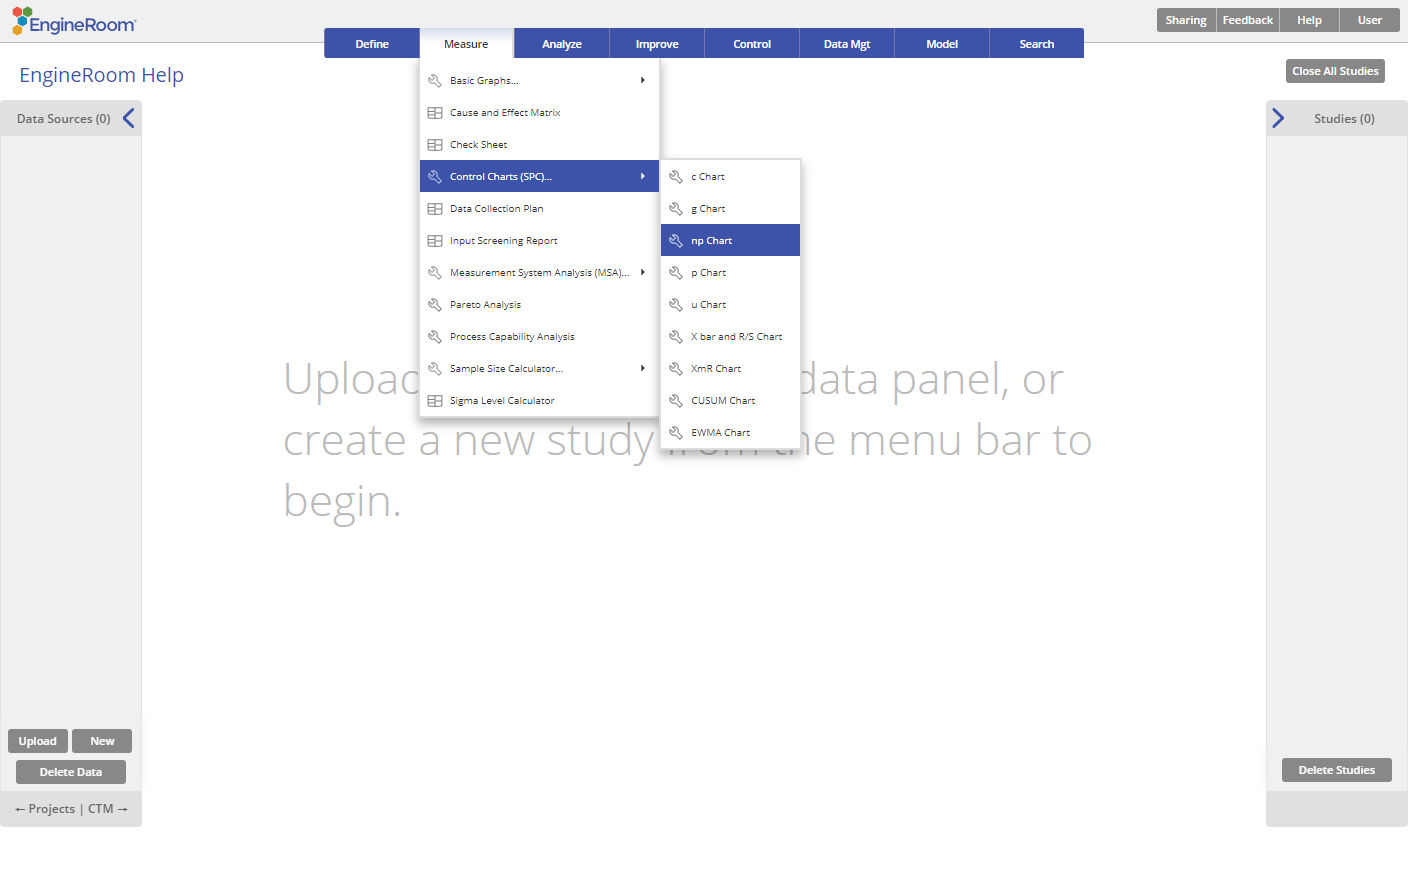 EngineRoom
Sharing
Feedback
Help
User
Define
Measure
Analyze
Improve
Control
Data Mgt
Model
Search
EngineRoom Help
Close All Studies
Data Sources (0)
Studies (0)
Basic Graphs...
Cause and Effect Matrix
Check Sheet
Control Charts (SPC)...
Data Collection Plan
Input Screening Report
Measurement System Analysis (MSA)...
Pareto Analysis
Process Capability Analysis
Sample Size Calculator...
Sigma Level Calculator
c Chart
g Chart
np Chart
p Chart
u Chart
X bar and R/S Chart
XmR Chart
CUSUM Chart
EWMA Chart
Upload data panel, or
create a new study from the menu bar to
begin.
Upload
New
Delete Data
← Projects | CTM →
Delete Studies